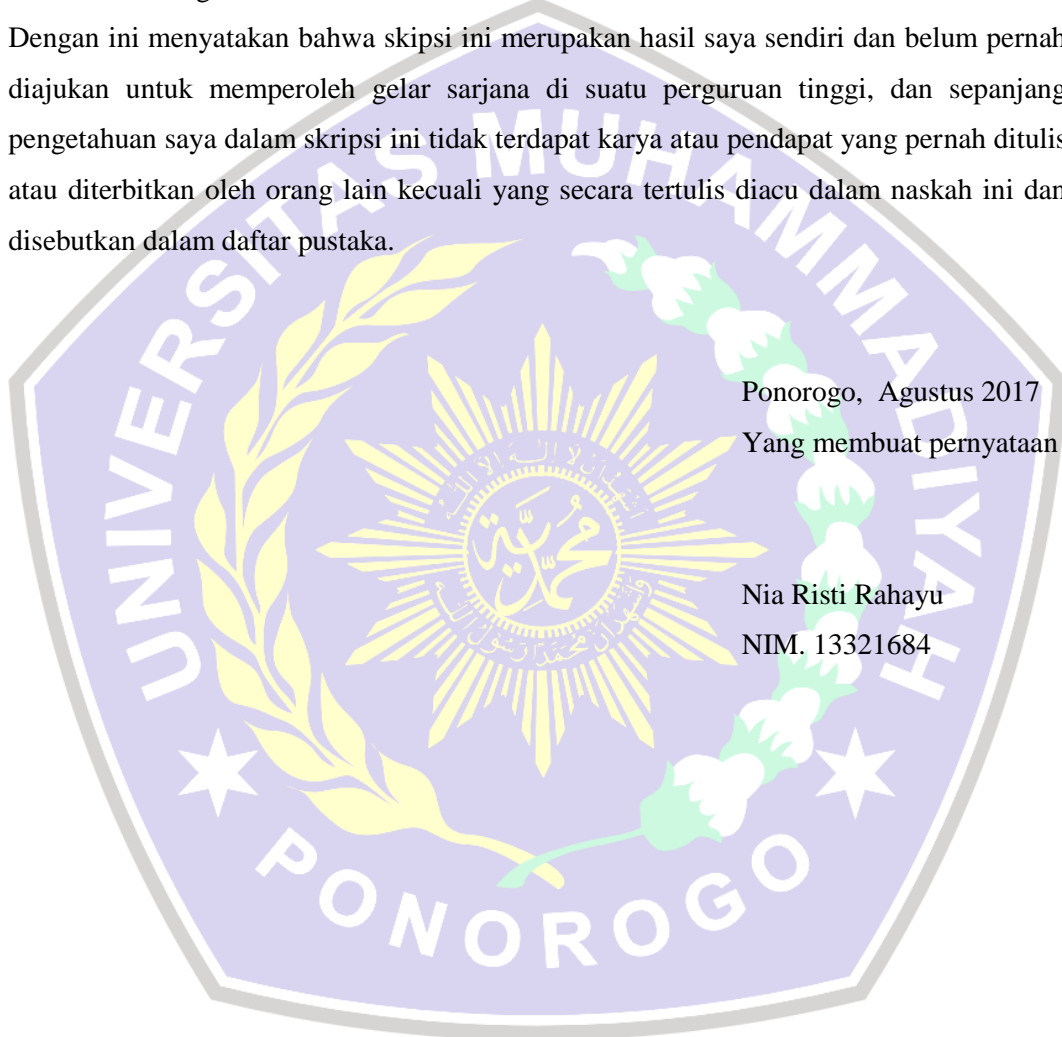 Dengan ini menyatakan bahwa skipsi ini merupakan hasil saya sendiri dan belum pernah
diajukan untuk memperoleh gelar sarjana di suatu perguruan tinggi, dan sepanjang
pengetahuan saya dalam skripsi ini tidak terdapat karya atau pendapat yang pernah ditulis
atau diterbitkan oleh orang lain kecuali yang secara tertulis diacu dalam naskah ini dan
disebutkan dalam daftar pustaka.
Ponorogo, Agustus 2017
Yang membuat pernyataan
Nia Risti Rahayu
NIM. 13321684
UNIVERSITAS MUHAMMADIYAH
PONOROGO
محمدية